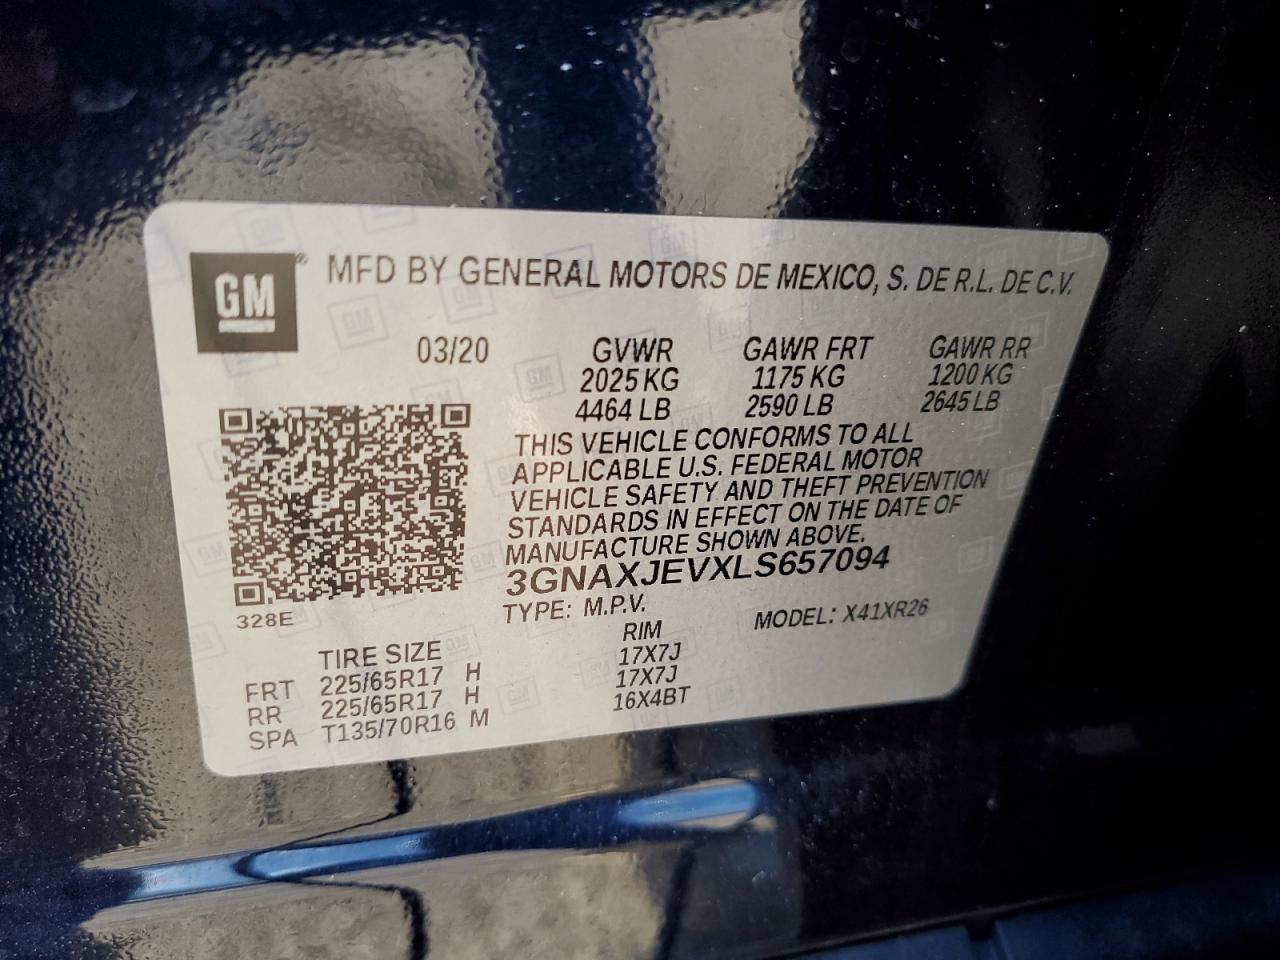 GM® MFD BY GENERAL MOTORS DE MEXICO, S. DE R.L. DE C.V.
03/20 GVWR GAWR FRT GAWR RR
2025 KG 1175 KG 1200 KG
4464 LB 2590 LB 2645 LB
THIS VEHICLE CONFORMS TO ALL
APPLICABLE U.S. FEDERAL MOTOR
VEHICLE SAFETY AND THEFT PREVENTION
STANDARDS IN EFFECT ON THE DATE OF
MANUFACTURE SHOWN ABOVE.
3GNAXJEVXLS657094
328E TYPE: M.P.V. MODEL: X41XR26
TIRE SIZE RIM
FRT 225/65R17 H 17X7J
RR 225/65R17 H 17X7J
SPA T135/70R16 M 16X4BT